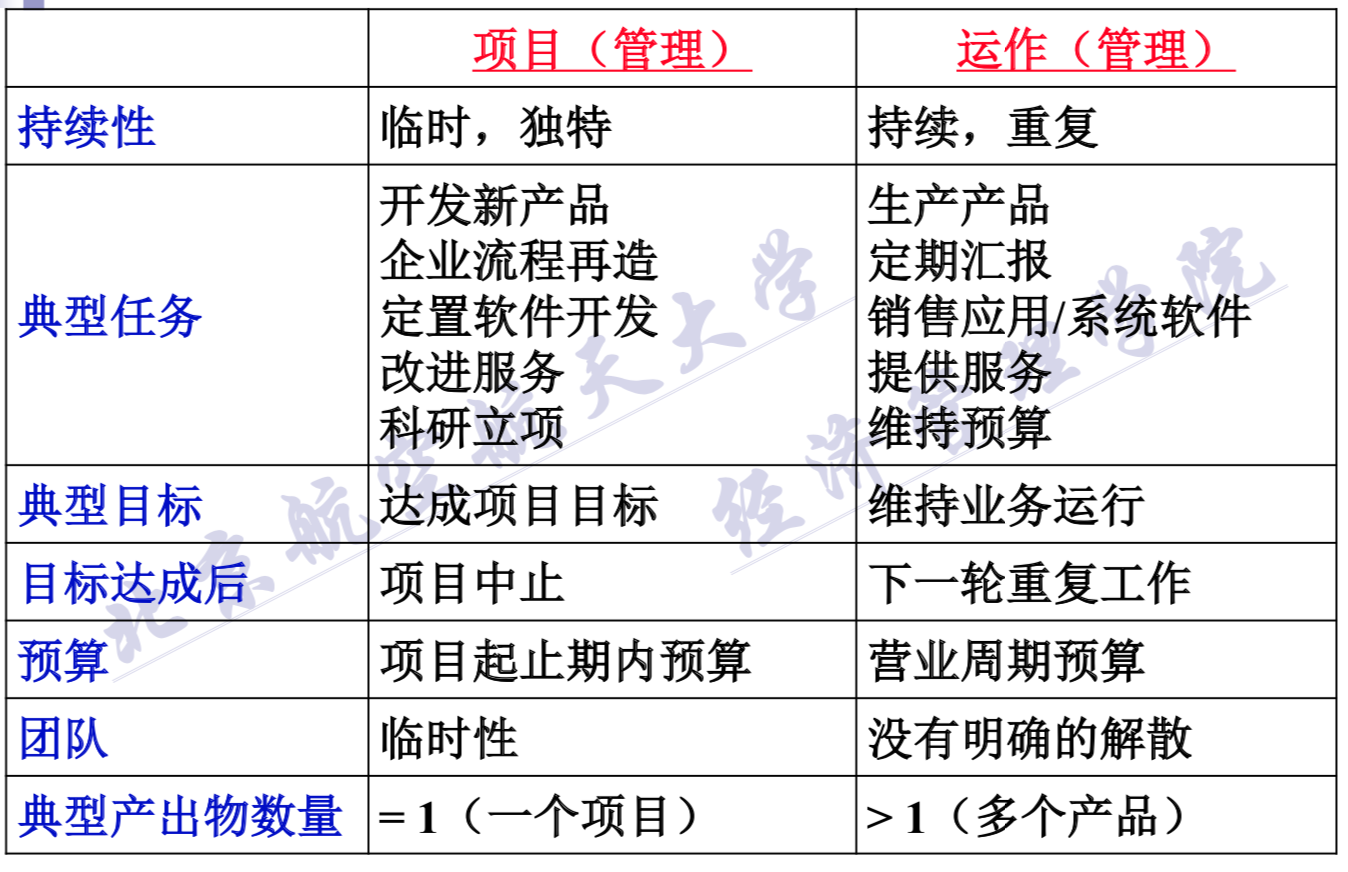 项目（管理） 运作（管理）
持续性 临时，独特 持续，重复
典型任务
开发新产品 生产产品
企业流程再造 定期汇报
定置软件开发 销售应用/系统软件
改进服务 提供服务
科研立项 维持预算
典型目标 达成项目目标 维持业务运行
目标达成后 项目中止 下一轮重复工作
预算 项目起止期内预算 营业周期预算
团队 临时性 没有明确的解散
典型产出物数量 = 1（一个项目） > 1（多个产品）
北京航空航天大学
经济管理学院